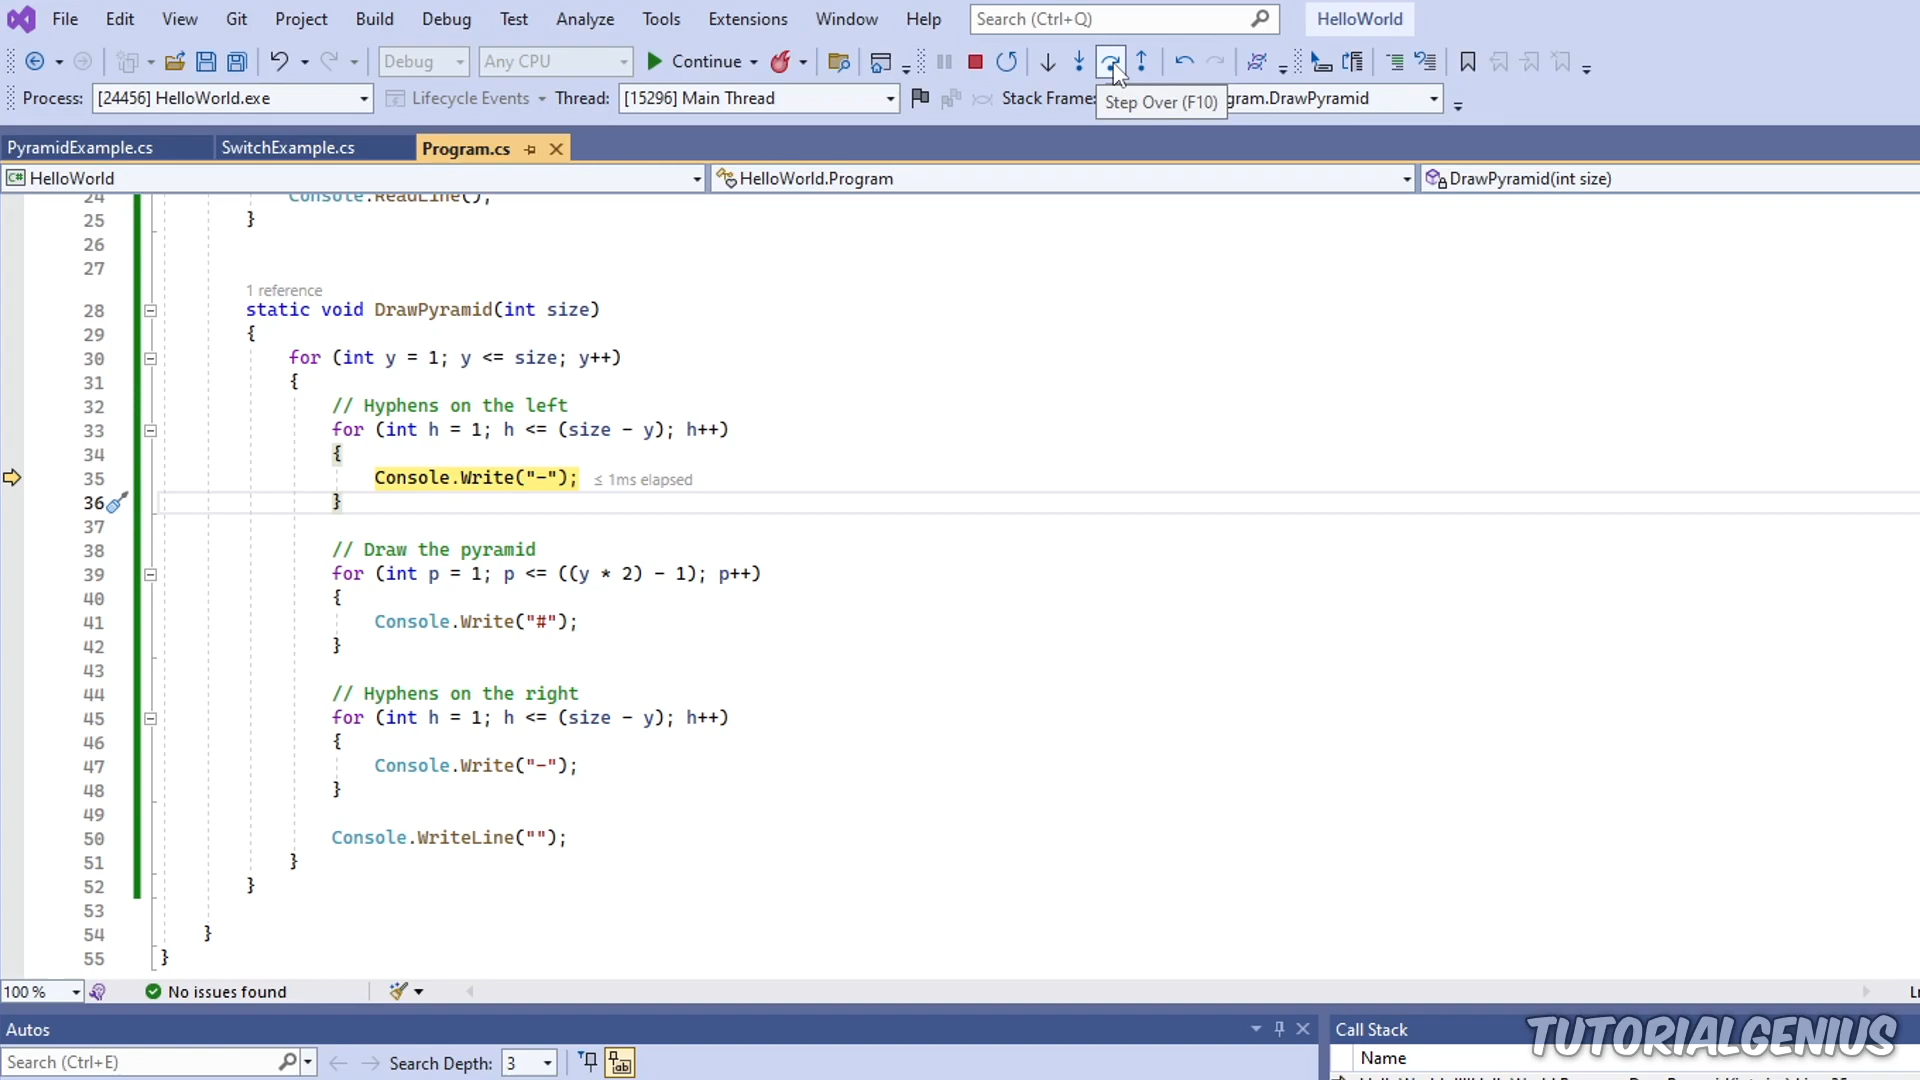 File Edit View Git Project Build Debug Test Analyze Tools Extensions Window Help Search (Ctrl+Q) HelloWorld
Debug Any CPU Continue
Process: [24456] HelloWorld.exe Lifecycle Events Thread: [15296] Main Thread Stack Frame: gram.DrawPyramid
Step Over (F10)
PyramidExample.cs SwitchExample.cs Program.cs
HelloWorld HelloWorld.Program DrawPyramid(int size)
24 Console.ReadLine();
25 }
26
27
1 reference
28 static void DrawPyramid(int size)
29 {
30 for (int y = 1; y <= size; y++)
31 {
32 // Hyphens on the left
33 for (int h = 1; h <= (size - y); h++)
34 {
35 Console.Write("-"); ≤ 1ms elapsed
36 }
37
38 // Draw the pyramid
39 for (int p = 1; p <= ((y * 2) - 1); p++)
40 {
41 Console.Write("#");
42 }
43
44 // Hyphens on the right
45 for (int h = 1; h <= (size - y); h++)
46 {
47 Console.Write("-");
48 }
49
50 Console.WriteLine("");
51 }
52 }
53
54 }
55 }
100 % No issues found
Autos Call Stack
Search (Ctrl+E) Search Depth: 3 Name
TUTORIALGENIUS